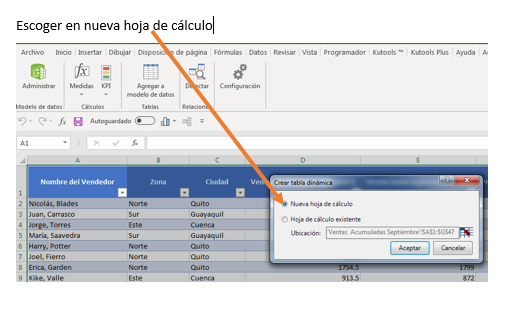 Escoger en nueva hoja de cálculo
Archivo Inicio Insertar Dibujar Disposición de página Fórmulas Datos Revisar Vista Programador Kutools ™ Kutools Plus Ayuda
Administrar Medidas KPI Agregar a modelo de datos Detectar Configuración
Modelo de datos Cálculos Tablas Relaciones
Autoguardado
A1 fx
A B C D E
1 Nombre del Vendedor Zona Ciudad
2 Nicolás, Blades Norte Quito
3 Juan, Carrasco Sur Guayaquil
4 Jorge, Torres Este Cuenca
5 María, Saavedra Sur Guayaquil
6 Harry, Potter Norte Quito
7 Joel, Fierro Norte Quito
8 Erica, Garden Norte Quito 1754.5 1799
9 Kike, Valle Este Cuenca 913.5 872
Crear tabla dinámica
Nueva hoja de cálculo
Hoja de cálculo existente
Ubicación: 'Ventas Acumuladas Septiembre'!$A$1:$G$47
Aceptar Cancelar